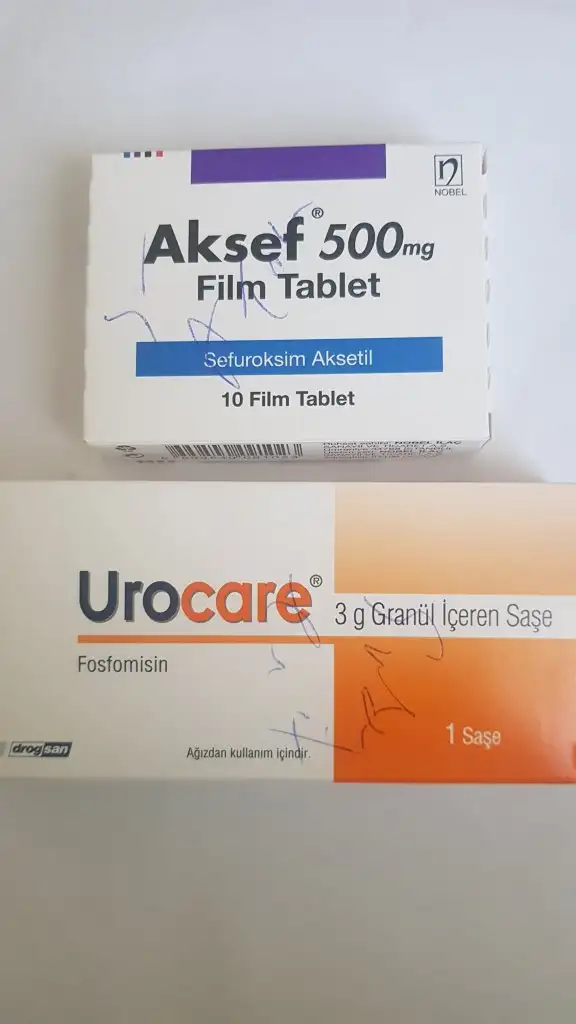 NOBEL
Aksef® 500mg
Film Tablet
Sefuroksim Aksetil
10 Film Tablet
Urocare®
3 g Granül İçeren Saşe
Fosfomisin
1 Saşe
drogsan
Ağızdan kullanım içindir.